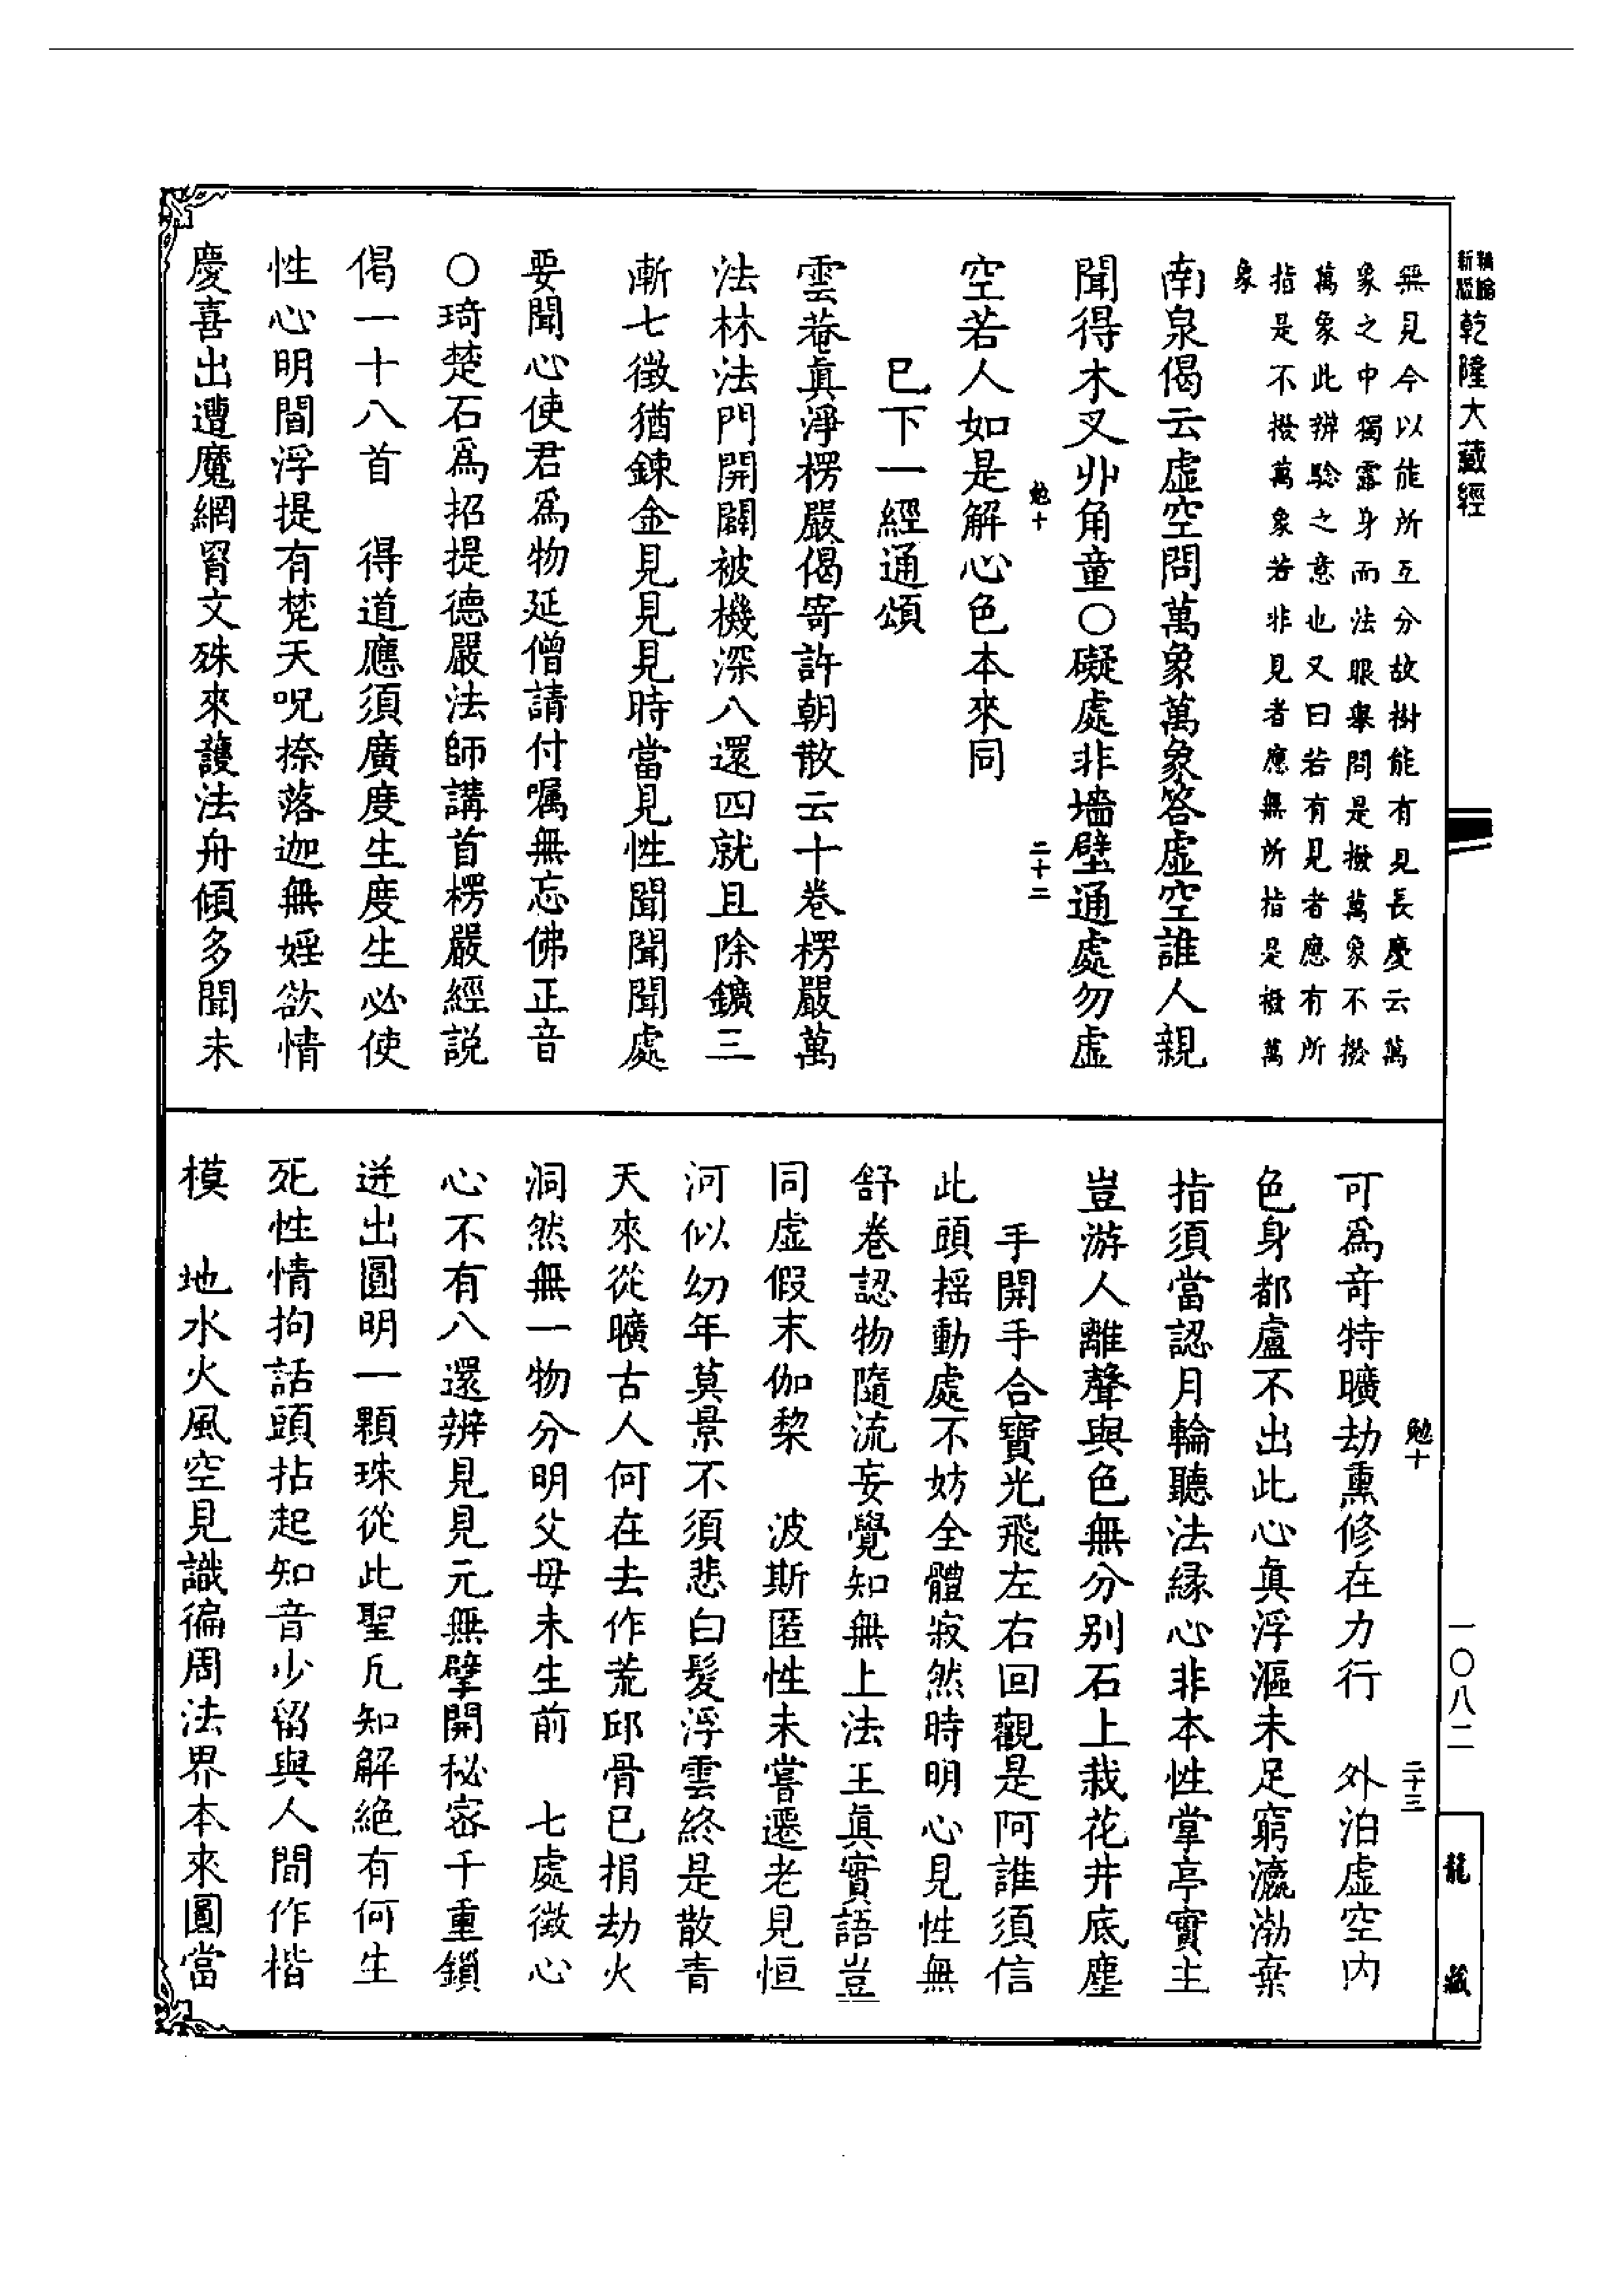 乾隆大藏經
無見今以能所互分故掛能有見長慶云萬
象之中獨露身而法眼舉問是撥萬象不撥
萬象此辨驗之意也又曰若有見者應有所
指是不撥萬象若非見者應無所指是撥萬
象
南泉偈云虛空問萬象萬象答虛空誰人親
聞得木叉丱角童○礙處非墻壁通處勿虛
勉十
二十二
空若人如是解心色本來同
巳下一經通頌
雲菴真淨楞嚴偈寄許朝散云十卷楞嚴萬
法林法門開闢被機深八還四就且除鑛三
漸七徵猶鍊金見見見時當見性聞聞聞處
要聞心使君爲物延僧請付囑無忘佛正音
○琦楚石爲招提德嚴法師講首楞嚴經説
偈一十八首　得道應須廣度生度生必使
性心明閻浮提有梵天呪捺落迦無婬欲情
慶喜出遭魔網罥文殊來護法舟傾多聞未
勉十
二十三
可爲竒特曠劫熏修在力行　外泊虛空内
色身都盧不出此心眞浮漚未足窮瀛渤棄
指須當認月輪聽法緣心非本性掌亭實主
豈游人離聲與色無分别石上栽花井底塵
手開手合寶光飛左右回觀是阿誰須信
此頭摇動處不妨全體寂然時明心見性無
舒卷認物隨流妄覺知無上法王眞實語豈
同虛假末伽棃　波斯匿性未嘗遷老見恒
河似幼年莫景不須悲白髮浮雲終是散青
天來從曠古人何在去作荒邱骨已捐劫火
洞然無一物分明父母未生前　七處徵心
心不有八還辨見見元無擘開秘密千重鎖
迸出圓明一顆珠從此聖凡知解絶有何生
死性情拘話頭拈起知音少留與人間作楷
模　地水火風空見識徧周法界本來圓當
一〇八二
龍藏